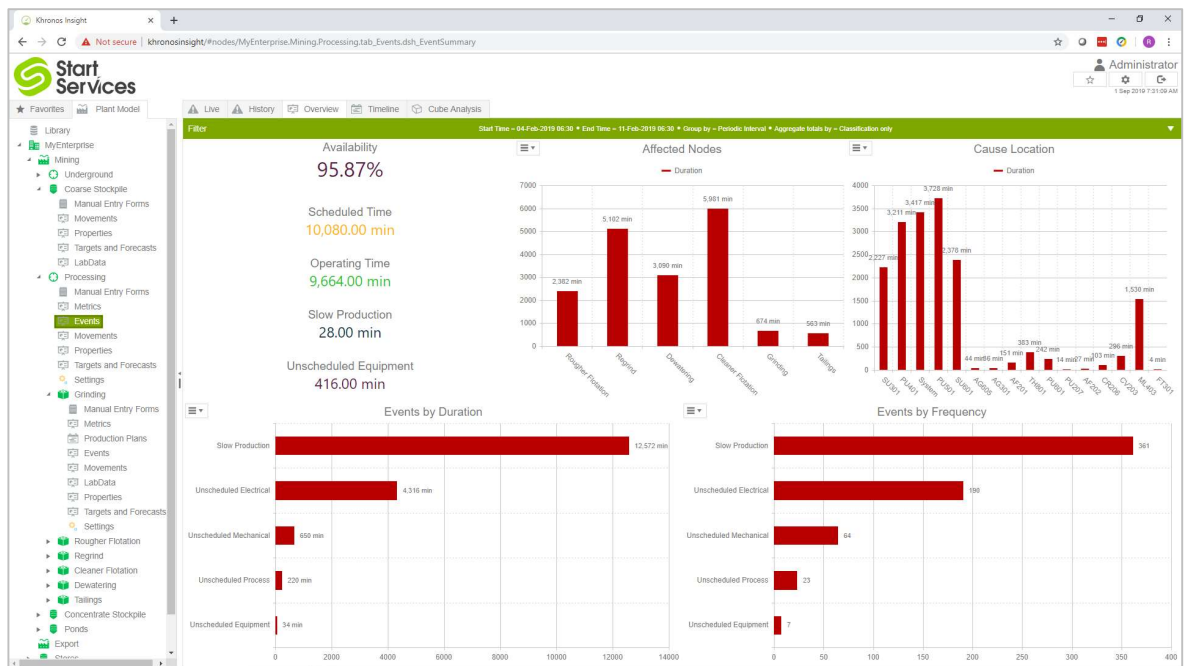 Khronos Insight
Not secure | khronosinsight/#nodes/MyEnterprise.Mining.Processing.tab_Events.dsh_EventSummary
Start
Services
Administrator
1 Sep 2019 7:31:09 AM
Favorites
Plant Model
Live
History
Overview
Timeline
Cube Analysis
Library
MyEnterprise
Mining
Underground
Coarse Stockpile
Manual Entry Forms
Movements
Properties
Targets and Forecasts
LabData
Processing
Manual Entry Forms
Metrics
Events
Movements
Properties
Targets and Forecasts
Settings
Grinding
Manual Entry Forms
Metrics
Production Plans
Events
Movements
LabData
Properties
Targets and Forecasts
Settings
Rougher Flotation
Regrind
Cleaner Flotation
Dewatering
Tailings
Concentrate Stockpile
Ponds
Export
Stores
Filter
Start Time = 04-Feb-2019 06:30 • End Time = 11-Feb-2019 06:30 • Group by = Periodic Interval • Aggregate totals by = Classification only
Availability
95.87%
Scheduled Time
10,080.00 min
Operating Time
9,664.00 min
Slow Production
28.00 min
Unscheduled Equipment
416.00 min
Affected Nodes
Duration
7000
6000
5000
4000
3000
2000
1000
0
2,382 min
5,102 min
3,090 min
5,981 min
674 min
563 min
Rougher Flotation
Regrind
Dewatering
Cleaner Flotation
Grinding
Tailings
Cause Location
Duration
4000
3500
3000
2500
2000
1500
1000
500
0
2,227 min
3,211 min
3,417 min
3,728 min
2,378 min
44 min
66 min
151 min
383 min
242 min
14 min
27 min
103 min
296 min
1,530 min
4 min
SU301
PU401
System
PU501
SU601
AG605
AG301
AF201
TH801
PU601
PU207
AF202
CR206
CV203
ML403
FT301
Events by Duration
Slow Production
12,572 min
Unscheduled Electrical
4,316 min
Unscheduled Mechanical
650 min
Unscheduled Process
220 min
Unscheduled Equipment
34 min
0 2000 4000 6000 8000 10000 12000 14000
Events by Frequency
Slow Production
361
Unscheduled Electrical
190
Unscheduled Mechanical
64
Unscheduled Process
23
Unscheduled Equipment
7
0 50 100 150 200 250 300 350 400